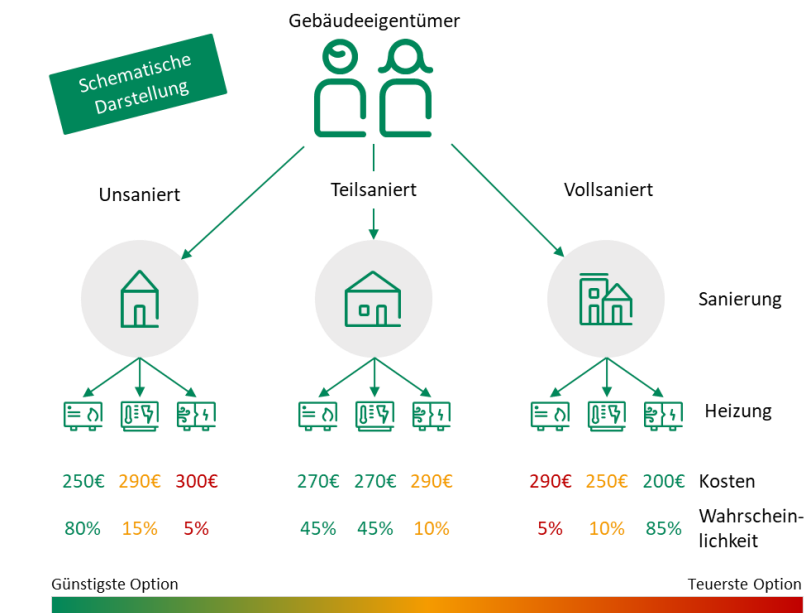 Gebäudeeigentümer
Schematische
Darstellung
Unsaniert
Teilsaniert
Vollsaniert
Sanierung
Heizung
250€ 290€ 300€ 270€ 270€ 290€ 290€ 250€ 200€ Kosten
80% 15% 5% 45% 45% 10% 5% 10% 85% Wahrschein-
lichkeit
Günstigste Option
Teuerste Option